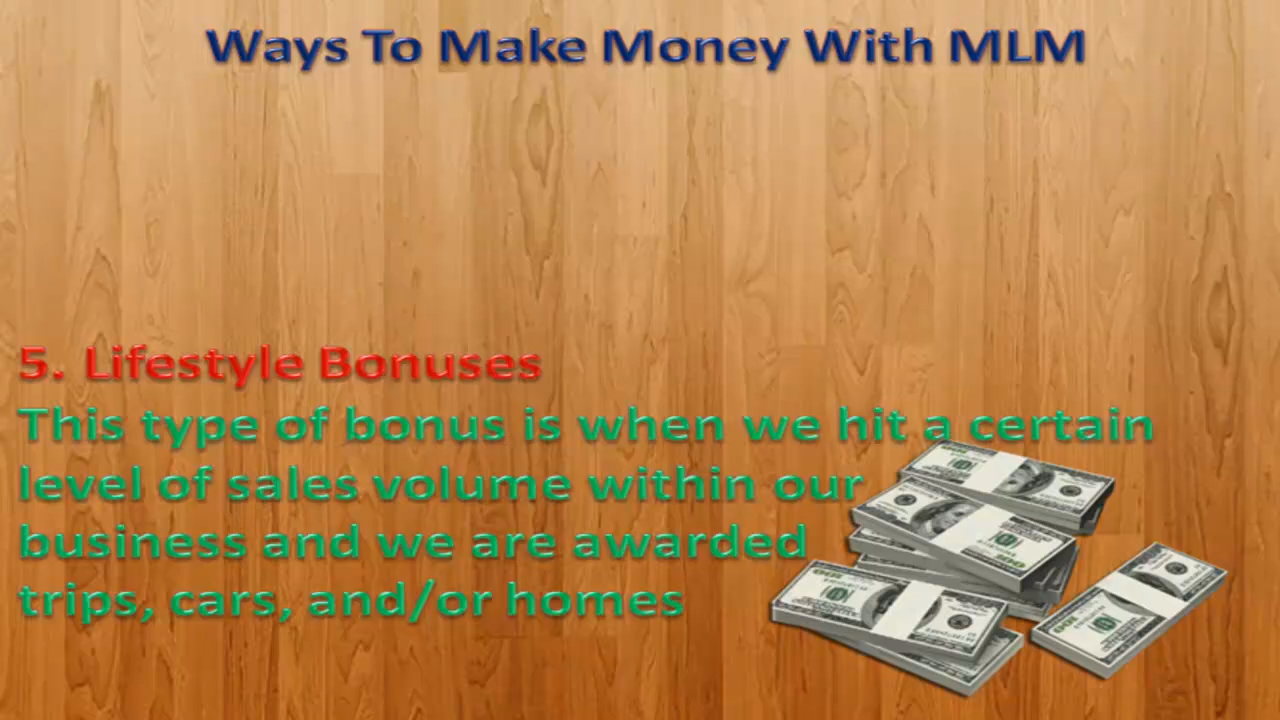 Ways To Make Money With MLM
5. Lifestyle Bonuses
This type of bonus is when we hit a certain
level of sales volume within our
business and we are awarded
trips, cars, and/or homes